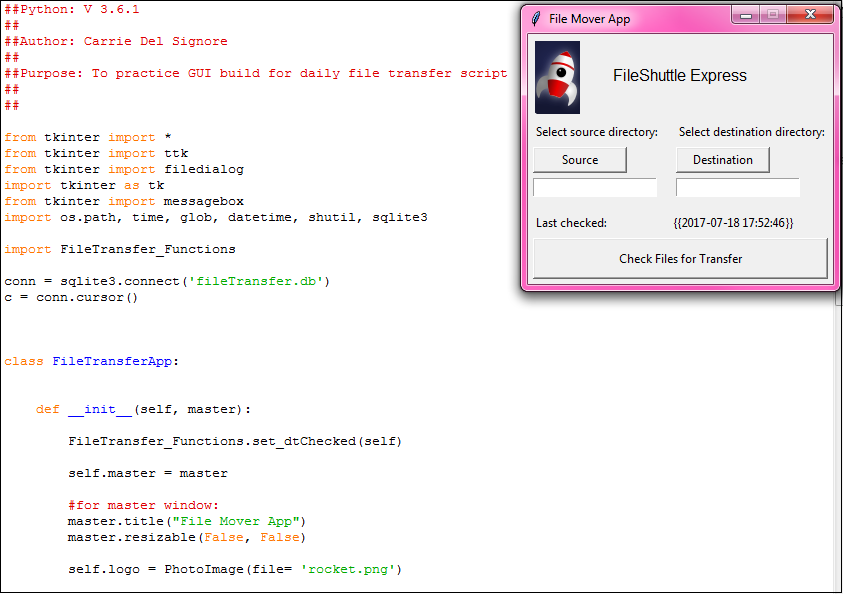 ##Python: V 3.6.1
##
##Author: Carrie Del Signore
##
##Purpose: To practice GUI build for daily file transfer script
##
##
from tkinter import *
from tkinter import ttk
from tkinter import filedialog
import tkinter as tk
from tkinter import messagebox
import os.path, time, glob, datetime, shutil, sqlite3
import FileTransfer_Functions
conn = sqlite3.connect('fileTransfer.db')
c = conn.cursor()
class FileTransferApp:
def __init__(self, master):
FileTransfer_Functions.set_dtChecked(self)
self.master = master
#for master window:
master.title("File Mover App")
master.resizable(False, False)
self.logo = PhotoImage(file= 'rocket.png')
File Mover App
FileShuttle Express
Select source directory: Select destination directory:
Source Destination
Last checked: {{2017-07-18 17:52:46}}
Check Files for Transfer